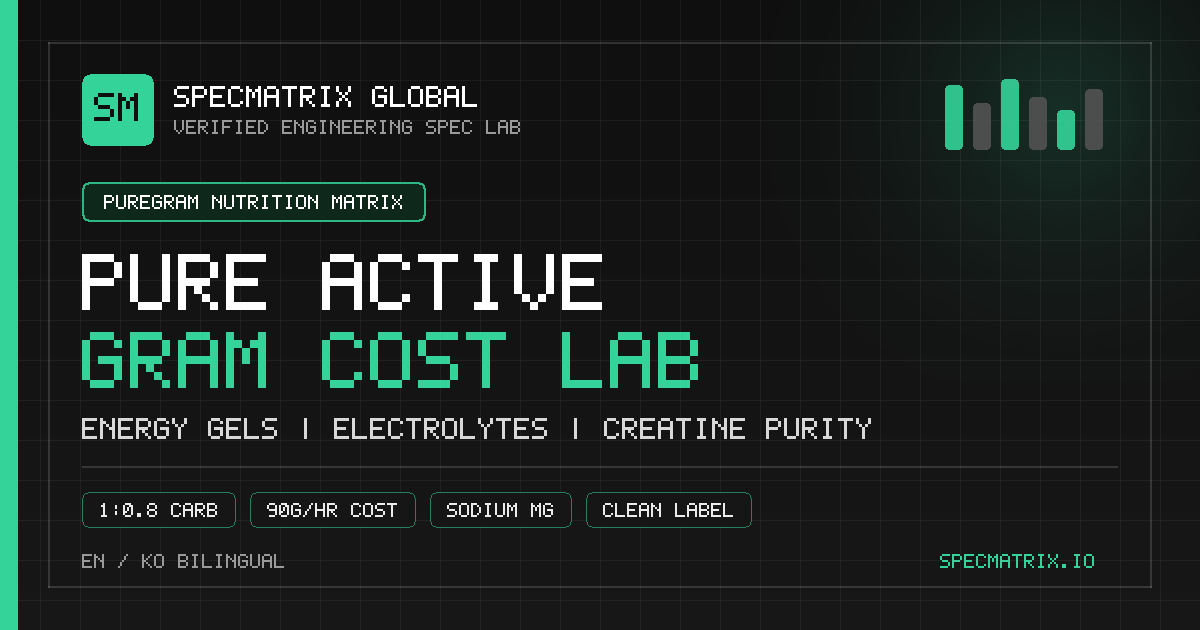 SM
SPECMATRIX GLOBAL
VERIFIED ENGINEERING SPEC LAB
PUREGRAM NUTRITION MATRIX
PURE ACTIVE
GRAM COST LAB
ENERGY GELS | ELECTROLYTES | CREATINE PURITY
1:0.8 CARB
90G/HR COST
SODIUM MG
CLEAN LABEL
EN / KO BILINGUAL
SPECMATRIX.IO